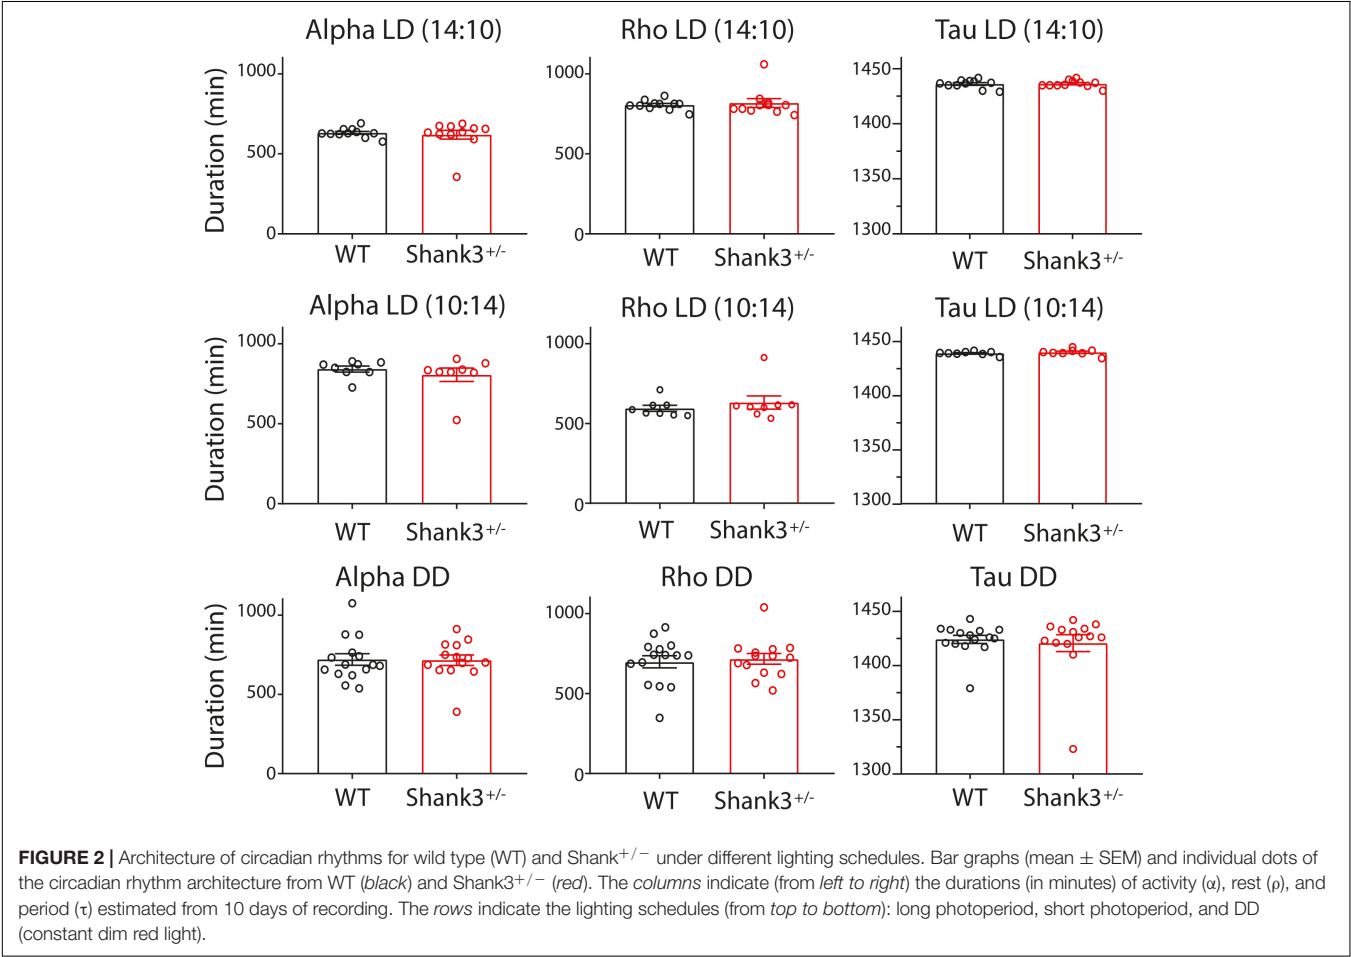 Alpha LD (14:10)
Rho LD (14:10)
Tau LD (14:10)
Duration (min)
1000
500
0
WT
Shank3+/-
1000
500
0
WT
Shank3+/-
1450
1400
1350
1300
WT
Shank3+/-
Alpha LD (10:14)
Rho LD (10:14)
Tau LD (10:14)
Duration (min)
1000
500
0
WT
Shank3+/-
1000
500
0
WT
Shank3+/-
1450
1400
1350
1300
WT
Shank3+/-
Alpha DD
Rho DD
Tau DD
Duration (min)
1000
500
0
WT
Shank3+/-
1000
500
0
WT
Shank3+/-
1450
1400
1350
1300
WT
Shank3+/-
FIGURE 2 | Architecture of circadian rhythms for wild type (WT) and Shank+/− under different lighting schedules. Bar graphs (mean ± SEM) and individual dots of
the circadian rhythm architecture from WT (black) and Shank3+/− (red). The columns indicate (from left to right) the durations (in minutes) of activity (α), rest (ρ), and
period (τ) estimated from 10 days of recording. The rows indicate the lighting schedules (from top to bottom): long photoperiod, short photoperiod, and DD
(constant dim red light).